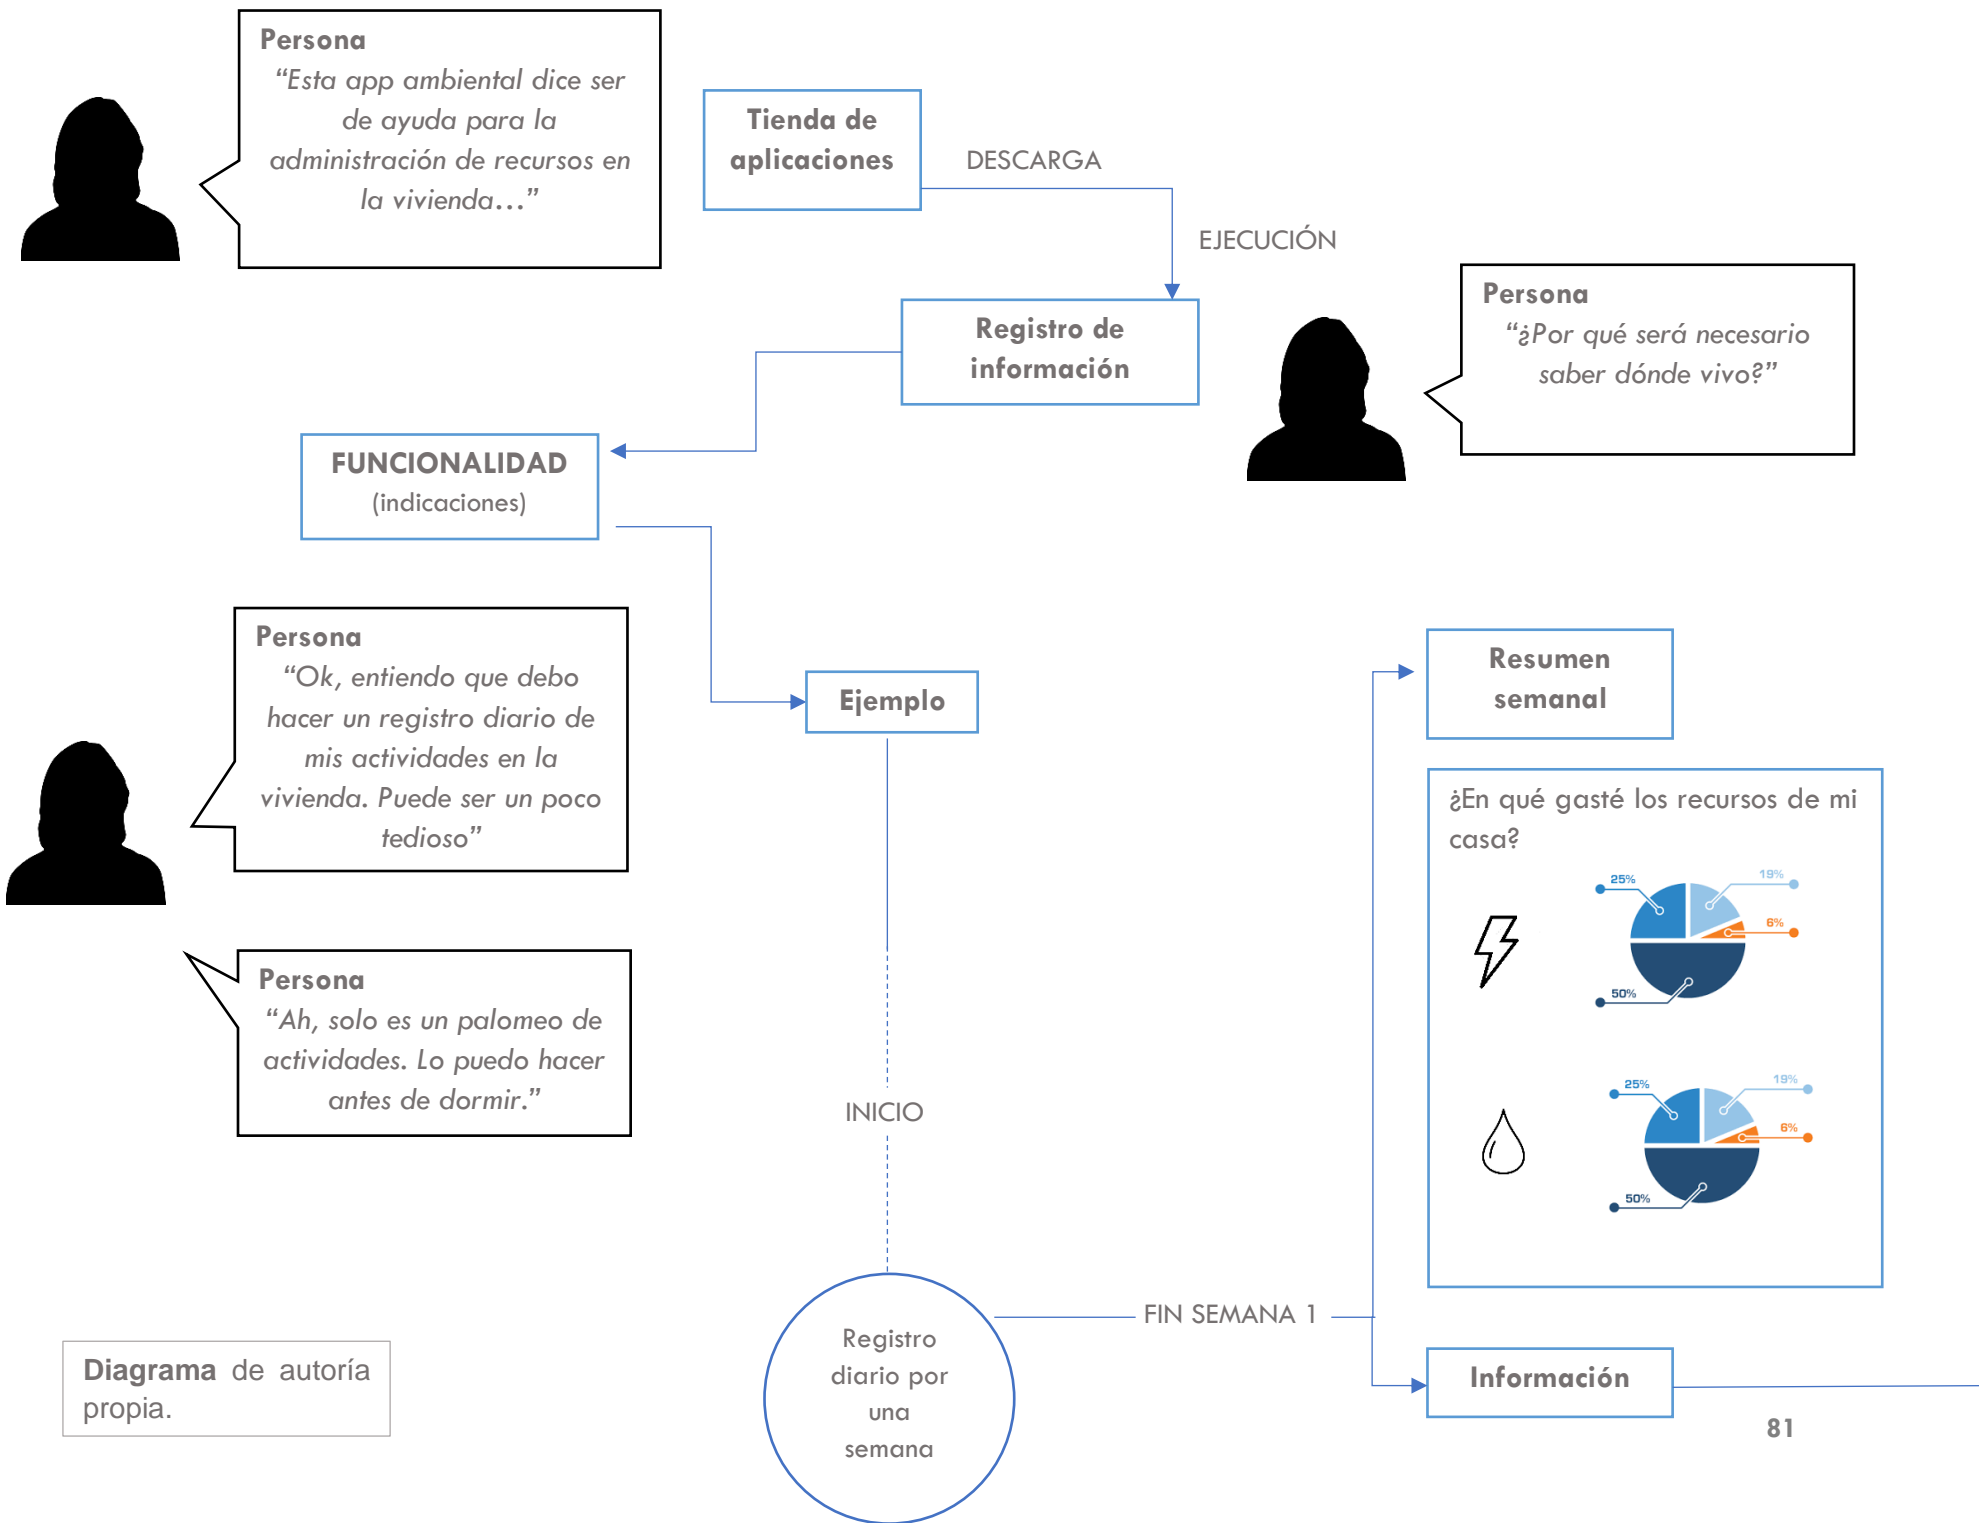 Persona
“Esta app ambiental dice ser
de ayuda para la
administración de recursos en
la vivienda…”
Tienda de
aplicaciones
DESCARGA
EJECUCIÓN
Registro de
información
Persona
“¿Por qué será necesario
saber dónde vivo?”
FUNCIONALIDAD
(indicaciones)
Persona
“Ok, entiendo que debo
hacer un registro diario de
mis actividades en la
vivienda. Puede ser un poco
tedioso”
Ejemplo
Resumen
semanal
¿En qué gasté los recursos de mi
casa?
25%
19%
6%
50%
Persona
“Ah, solo es un palomeo de
actividades. Lo puedo hacer
antes de dormir.”
INICIO
25%
19%
6%
50%
Registro
diario por
una
semana
FIN SEMANA 1
Información
Diagrama de autoría
propia.
81